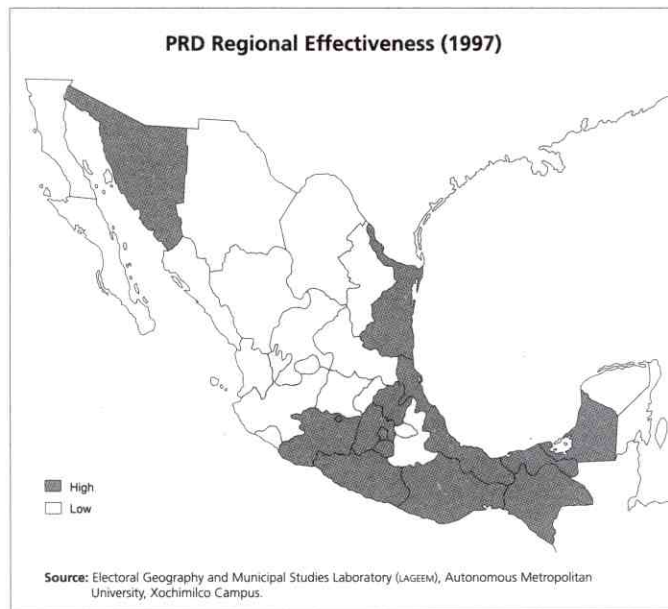 PRD Regional Effectiveness (1997)
High
Low
Source: Electoral Geography and Municipal Studies Laboratory (LAGEEM), Autonomous Metropolitan
University, Xochimilco Campus.